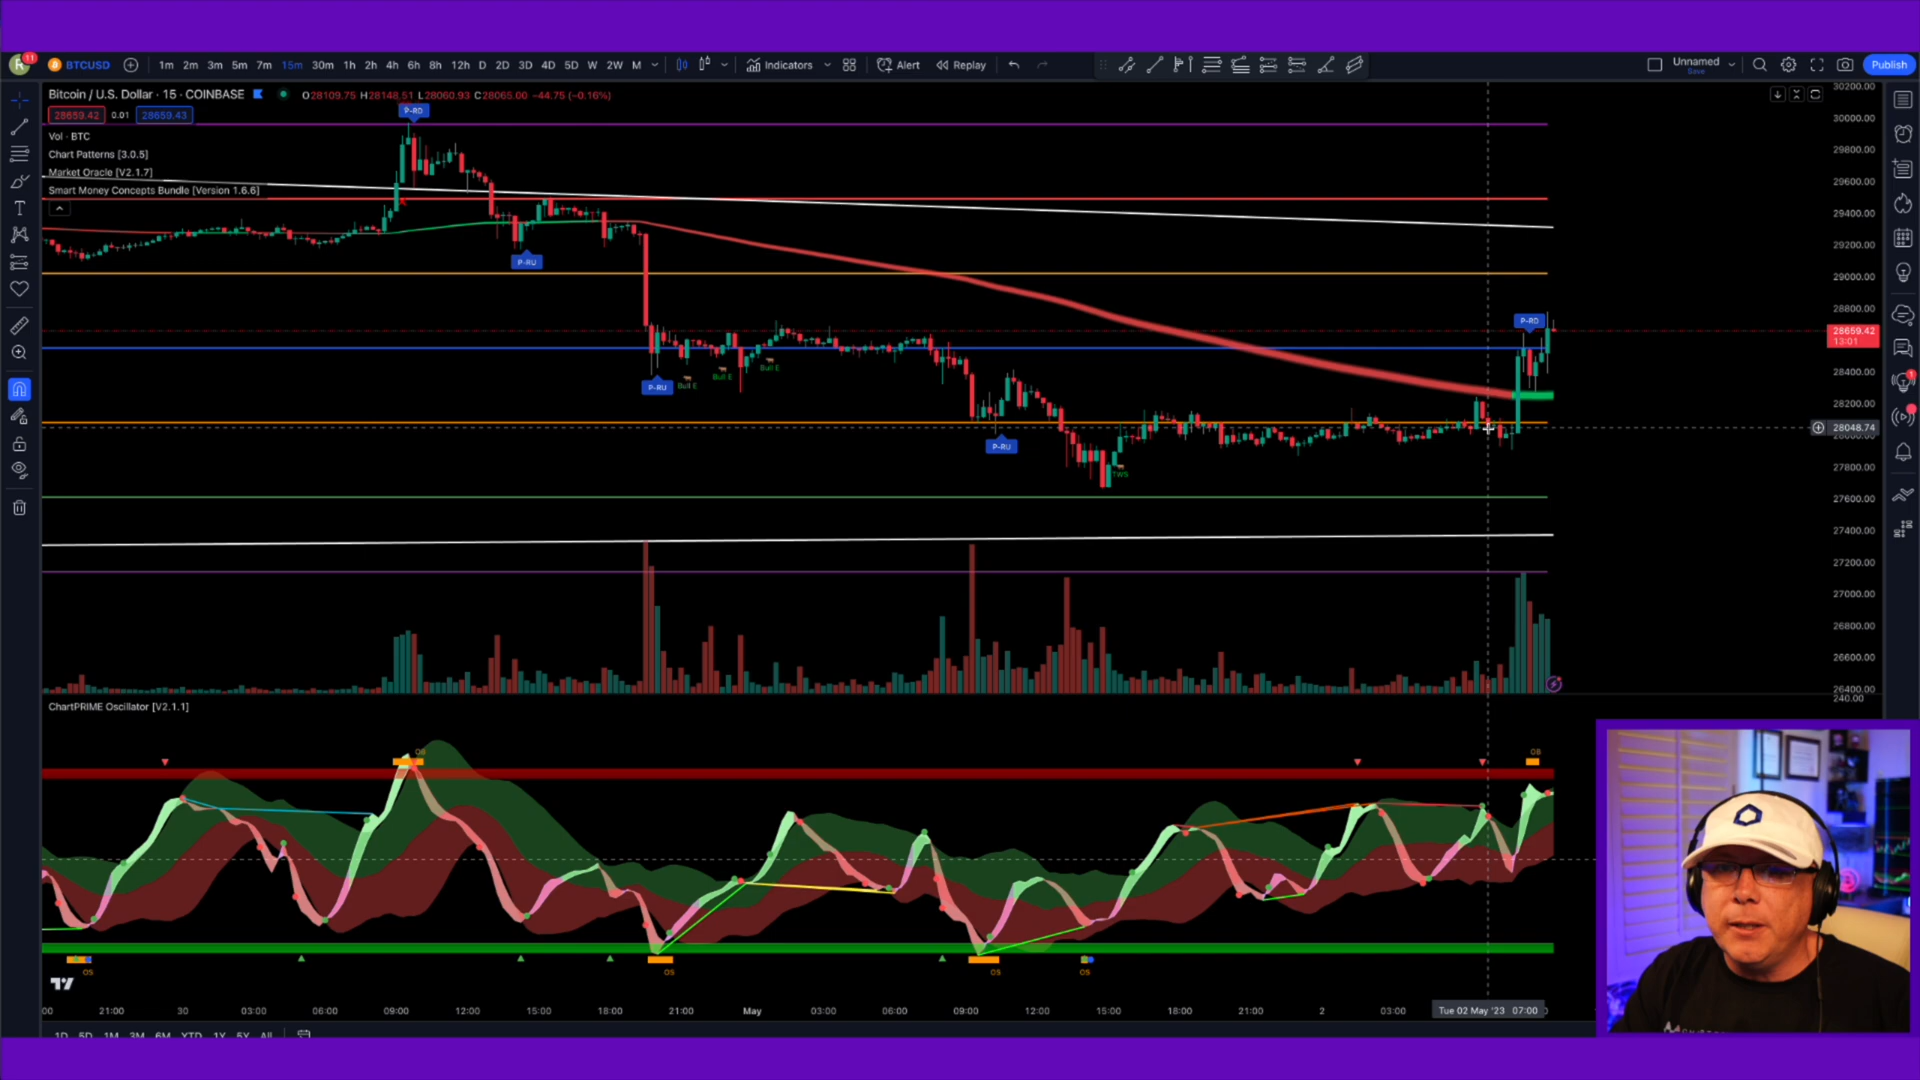 R 11 BTCUSD 1m 2m 3m 5m 7m 15m 30m 1h 2h 4h 6h 8h 12h D 2D 3D 4D 5D W 2W M Indicators Alert Replay Unnamed Save Publish
Bitcoin / U.S. Dollar · 15 · COINBASE O28109.75 H28148.51 L28060.93 C28065.00 −44.75 (−0.16%)
28659.42 0.01 28659.43
Vol · BTC
Chart Patterns [3.0.5]
Market Oracle [V2.1.7]
Smart Money Concepts Bundle [Version 1.6.6]
P-RD
P-RU
P-RU
Bull E
Bull E
Bull E
P-RU
TWS
P-RD
30200.00
30000.00
29800.00
29600.00
29400.00
29200.00
29000.00
28800.00
28659.42
13:01
28400.00
28200.00
28048.74
27800.00
27600.00
27400.00
27200.00
27000.00
26800.00
26600.00
26400.00
240.00
1
ChartPRIME Oscillator [V2.1.1]
OB
OB
OS
OS
OS
OS
21:00 30 03:00 06:00 09:00 12:00 15:00 18:00 21:00 May 03:00 06:00 09:00 12:00 15:00 18:00 21:00 2 03:00 Tue 02 May '23 07:00
1D 5D 1M 3M 6M YTD 1Y 5Y All